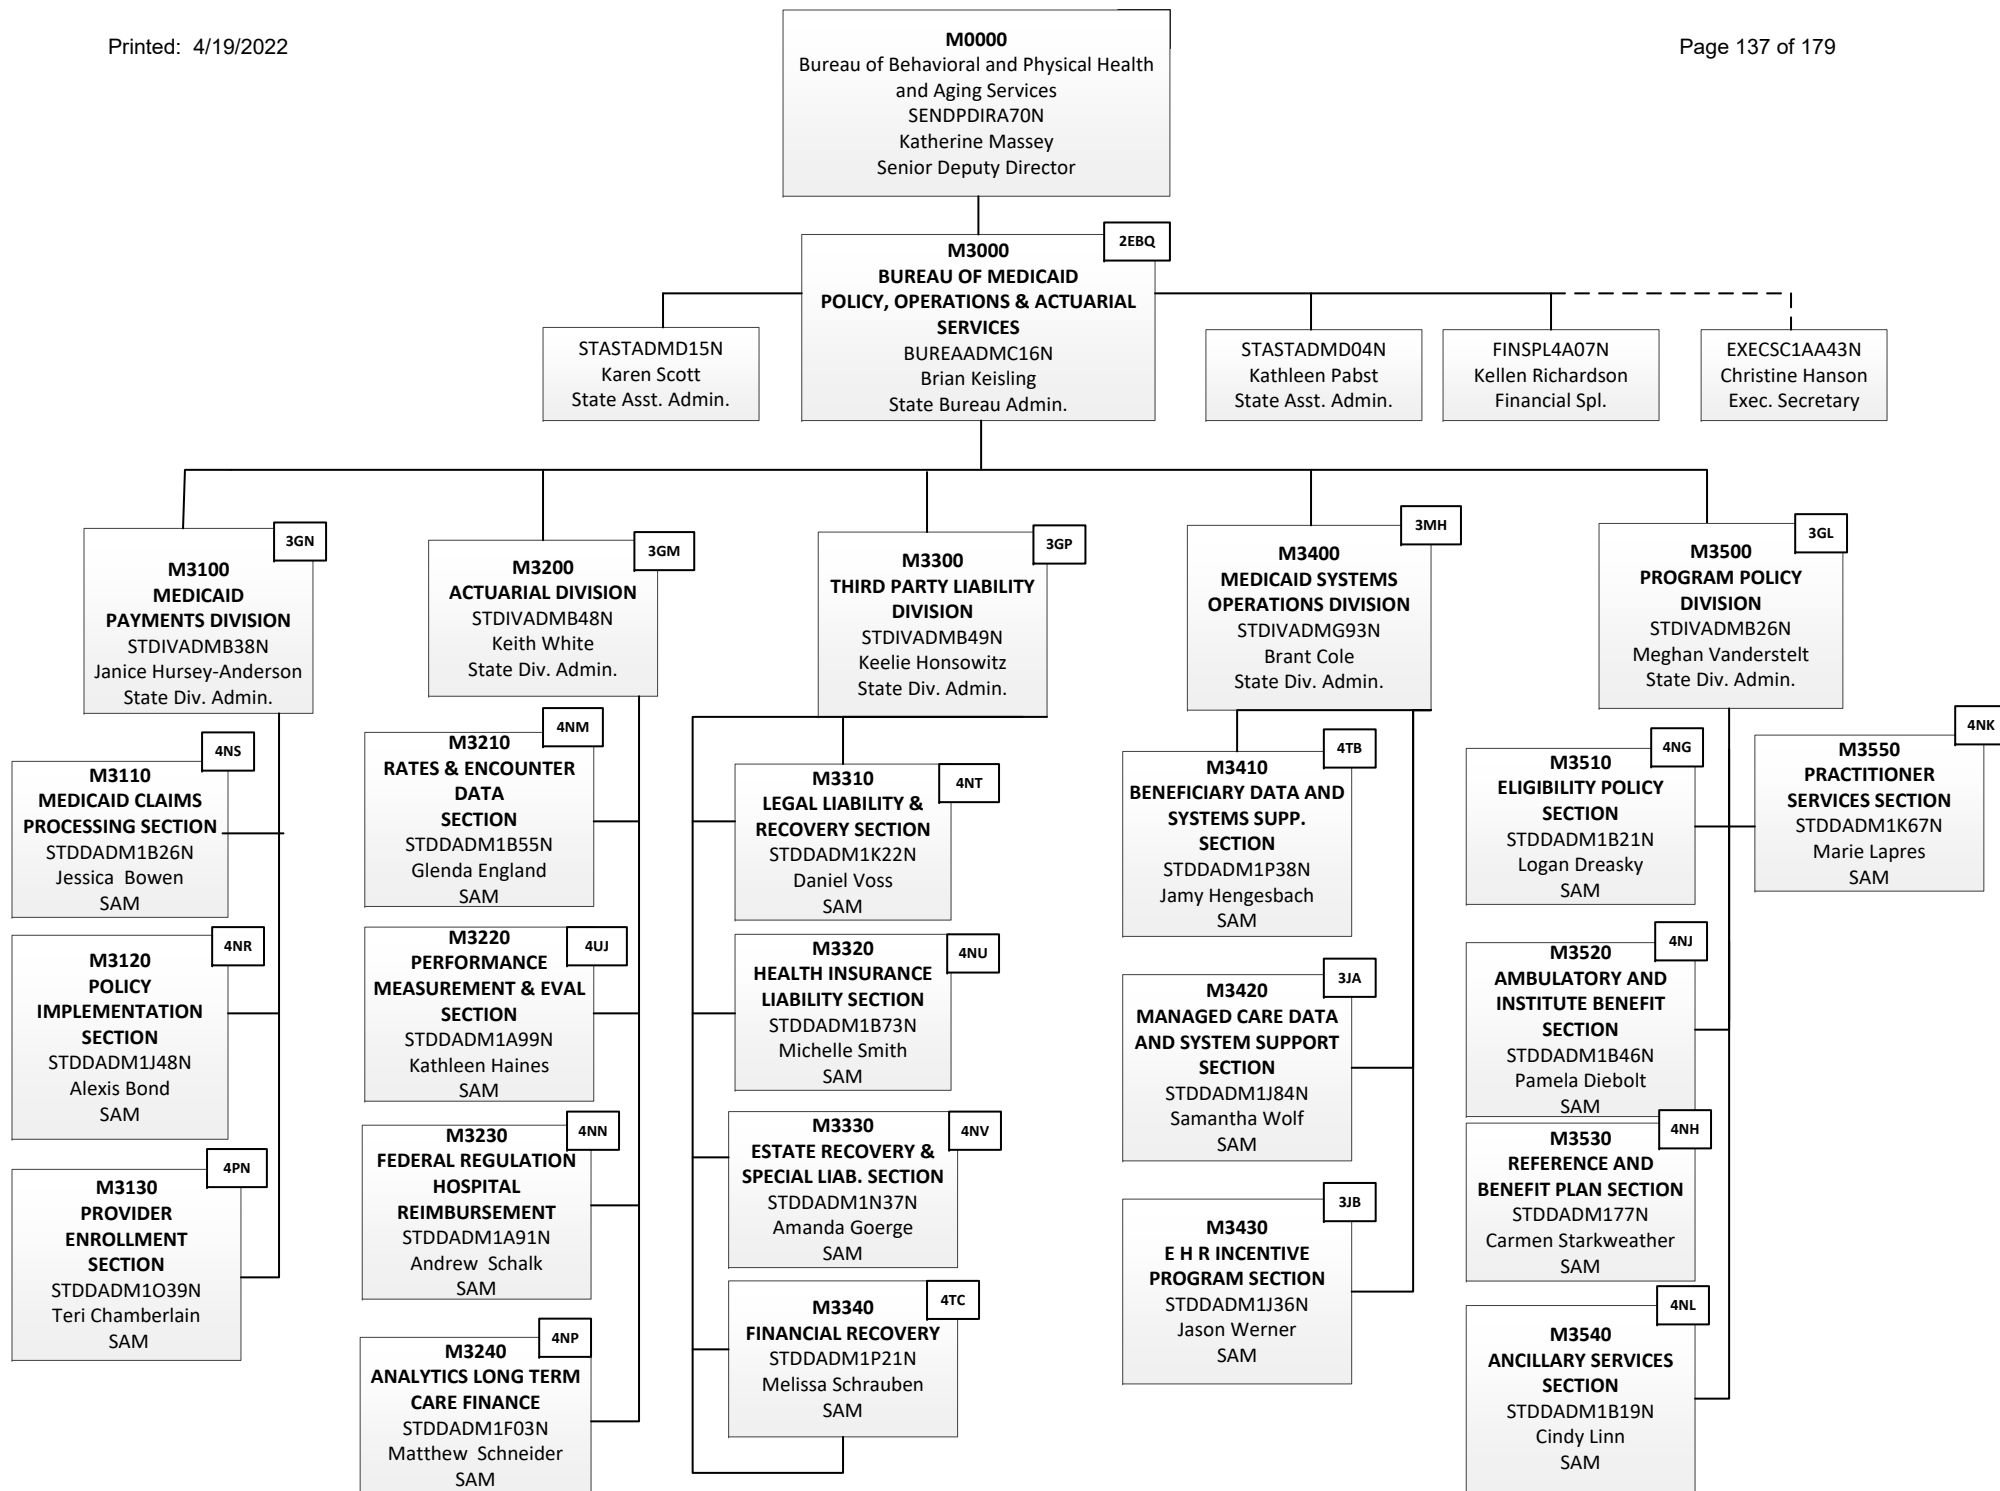 Printed: 4/19/2022
Page 137 of 179
M0000
Bureau of Behavioral and Physical Health
and Aging Services
SENDPDIRA70N
Katherine Massey
Senior Deputy Director
2EBQ
M3000
BUREAU OF MEDICAID
POLICY, OPERATIONS & ACTUARIAL
SERVICES
BUREAADMC16N
Brian Keisling
State Bureau Admin.
STASTADMD15N
Karen Scott
State Asst. Admin.
STASTADMD04N
Kathleen Pabst
State Asst. Admin.
FINSPL4A07N
Kellen Richardson
Financial Spl.
EXECSC1AA43N
Christine Hanson
Exec. Secretary
3GN
M3100
MEDICAID
PAYMENTS DIVISION
STDIVADMB38N
Janice Hursey-Anderson
State Div. Admin.
3GM
M3200
ACTUARIAL DIVISION
STDIVADMB48N
Keith White
State Div. Admin.
3GP
M3300
THIRD PARTY LIABILITY
DIVISION
STDIVADMB49N
Keelie Honsowitz
State Div. Admin.
3MH
M3400
MEDICAID SYSTEMS
OPERATIONS DIVISION
STDIVADMG93N
Brant Cole
State Div. Admin.
3GL
M3500
PROGRAM POLICY
DIVISION
STDIVADMB26N
Meghan Vanderstelt
State Div. Admin.
4NS
M3110
MEDICAID CLAIMS
PROCESSING SECTION
STDDADM1B26N
Jessica  Bowen
SAM
4NR
M3120
POLICY
IMPLEMENTATION
SECTION
STDDADM1J48N
Alexis Bond
SAM
4PN
M3130
PROVIDER
ENROLLMENT
SECTION
STDDADM1O39N
Teri Chamberlain
SAM
4NM
M3210
RATES & ENCOUNTER
DATA
SECTION
STDDADM1B55N
Glenda England
SAM
4UJ
M3220
PERFORMANCE
MEASUREMENT & EVAL
SECTION
STDDADM1A99N
Kathleen Haines
SAM
4NN
M3230
FEDERAL REGULATION
HOSPITAL
REIMBURSEMENT
STDDADM1A91N
Andrew  Schalk
SAM
4NP
M3240
ANALYTICS LONG TERM
CARE FINANCE
STDDADM1F03N
Matthew  Schneider
SAM
4NT
M3310
LEGAL LIABILITY &
RECOVERY SECTION
STDDADM1K22N
Daniel Voss
SAM
4NU
M3320
HEALTH INSURANCE
LIABILITY SECTION
STDDADM1B73N
Michelle Smith
SAM
4NV
M3330
ESTATE RECOVERY &
SPECIAL LIAB. SECTION
STDDADM1N37N
Amanda Goerge
SAM
4TC
M3340
FINANCIAL RECOVERY
STDDADM1P21N
Melissa Schrauben
SAM
4TB
M3410
BENEFICIARY DATA AND
SYSTEMS SUPP.
SECTION
STDDADM1P38N
Jamy Hengesbach
SAM
3JA
M3420
MANAGED CARE DATA
AND SYSTEM SUPPORT
SECTION
STDDADM1J84N
Samantha Wolf
SAM
3JB
M3430
E H R INCENTIVE
PROGRAM SECTION
STDDADM1J36N
Jason Werner
SAM
4NG
M3510
ELIGIBILITY POLICY
SECTION
STDDADM1B21N
Logan Dreasky
SAM
4NK
M3550
PRACTITIONER
SERVICES SECTION
STDDADM1K67N
Marie Lapres
SAM
4NJ
M3520
AMBULATORY AND
INSTITUTE BENEFIT
SECTION
STDDADM1B46N
Pamela Diebolt
SAM
4NH
M3530
REFERENCE AND
BENEFIT PLAN SECTION
STDDADM177N
Carmen Starkweather
SAM
4NL
M3540
ANCILLARY SERVICES
SECTION
STDDADM1B19N
Cindy Linn
SAM